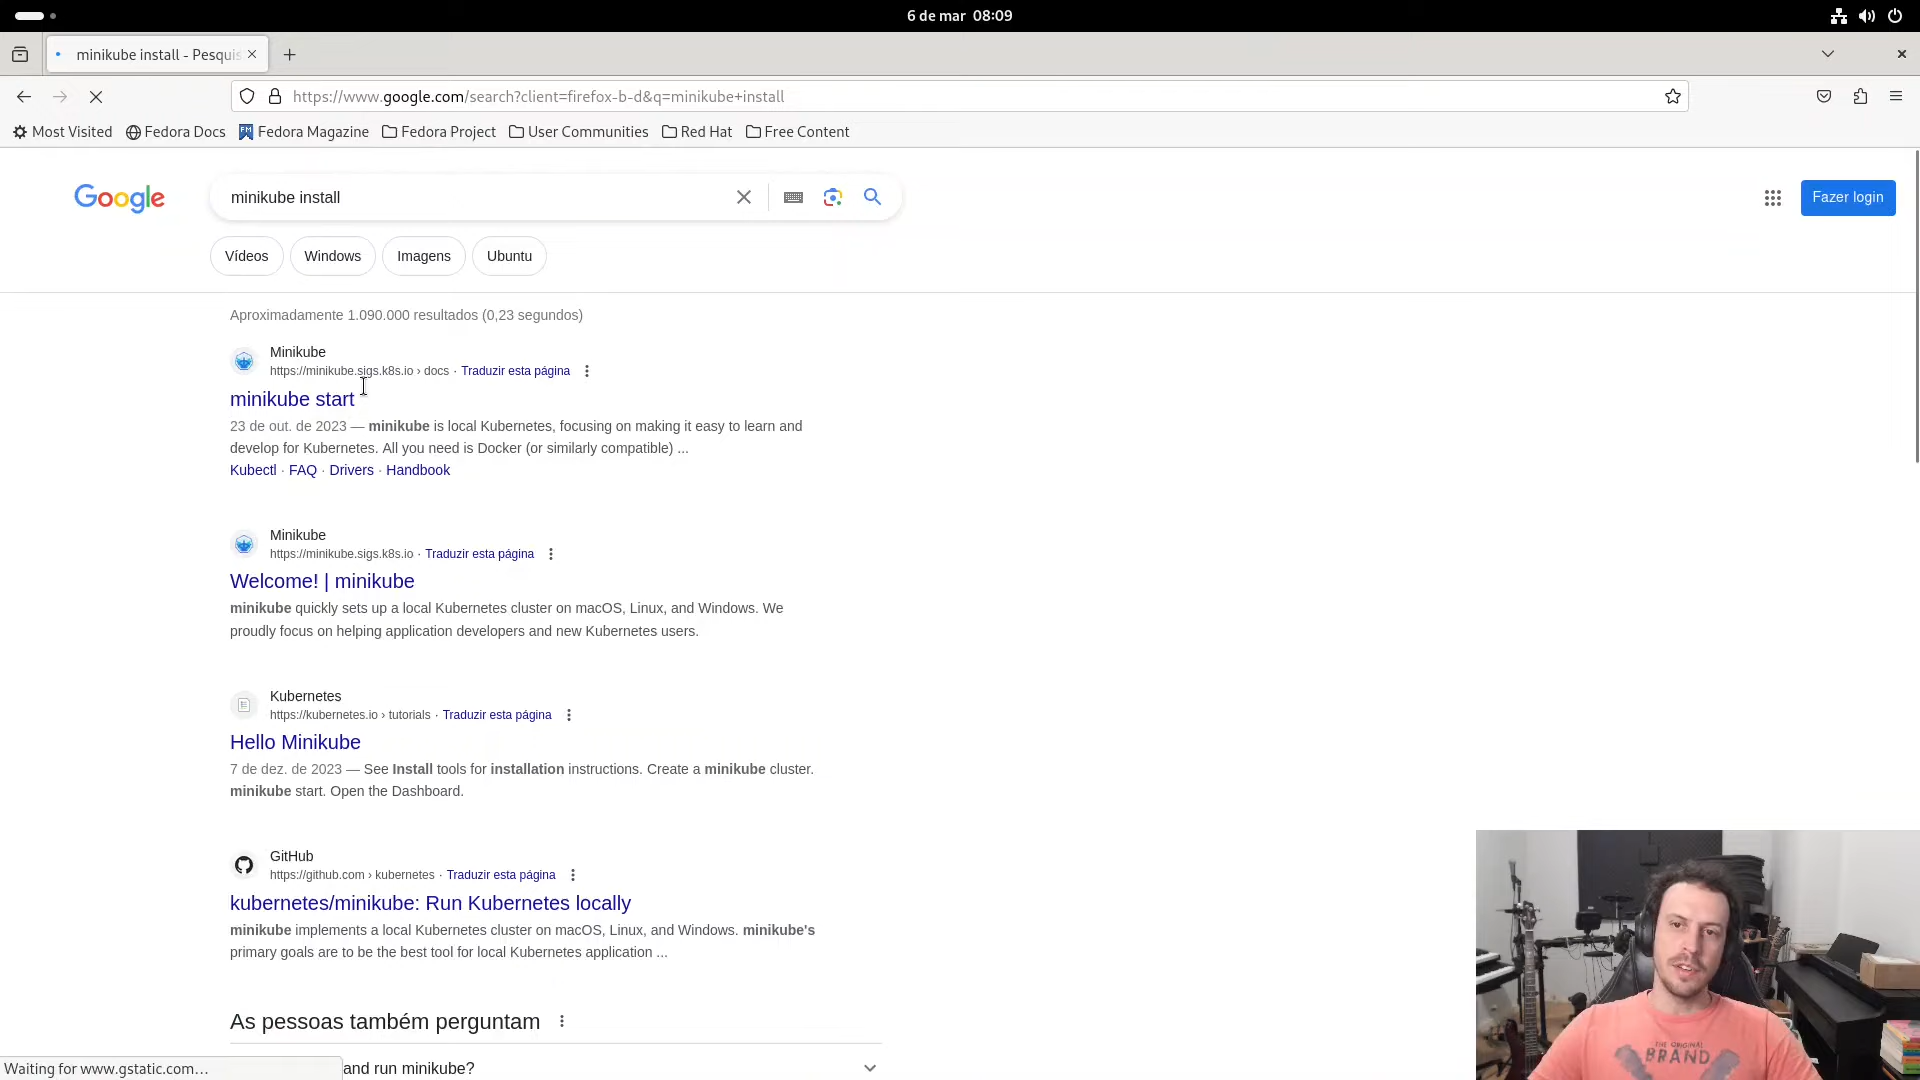 6 de mar 08:09
minikube install - Pesquis
https://www.google.com/search?client=firefox-b-d&q=minikube+install
Most Visited Fedora Docs Fedora Magazine Fedora Project User Communities Red Hat Free Content
Google
minikube install
Fazer login
Vídeos Windows Imagens Ubuntu
Aproximadamente 1.090.000 resultados (0,23 segundos)
Minikube
https://minikube.sigs.k8s.io › docs · Traduzir esta página
minikube start
23 de out. de 2023 — minikube is local Kubernetes, focusing on making it easy to learn and
develop for Kubernetes. All you need is Docker (or similarly compatible) ...
Kubectl · FAQ · Drivers · Handbook
Minikube
https://minikube.sigs.k8s.io · Traduzir esta página
Welcome! | minikube
minikube quickly sets up a local Kubernetes cluster on macOS, Linux, and Windows. We
proudly focus on helping application developers and new Kubernetes users.
Kubernetes
https://kubernetes.io › tutorials · Traduzir esta página
Hello Minikube
7 de dez. de 2023 — See Install tools for installation instructions. Create a minikube cluster.
minikube start. Open the Dashboard.
GitHub
https://github.com › kubernetes · Traduzir esta página
kubernetes/minikube: Run Kubernetes locally
minikube implements a local Kubernetes cluster on macOS, Linux, and Windows. minikube's
primary goals are to be the best tool for local Kubernetes application ...
As pessoas também perguntam
and run minikube?
Waiting for www.gstatic.com…
THE ORIGINAL
BRAND